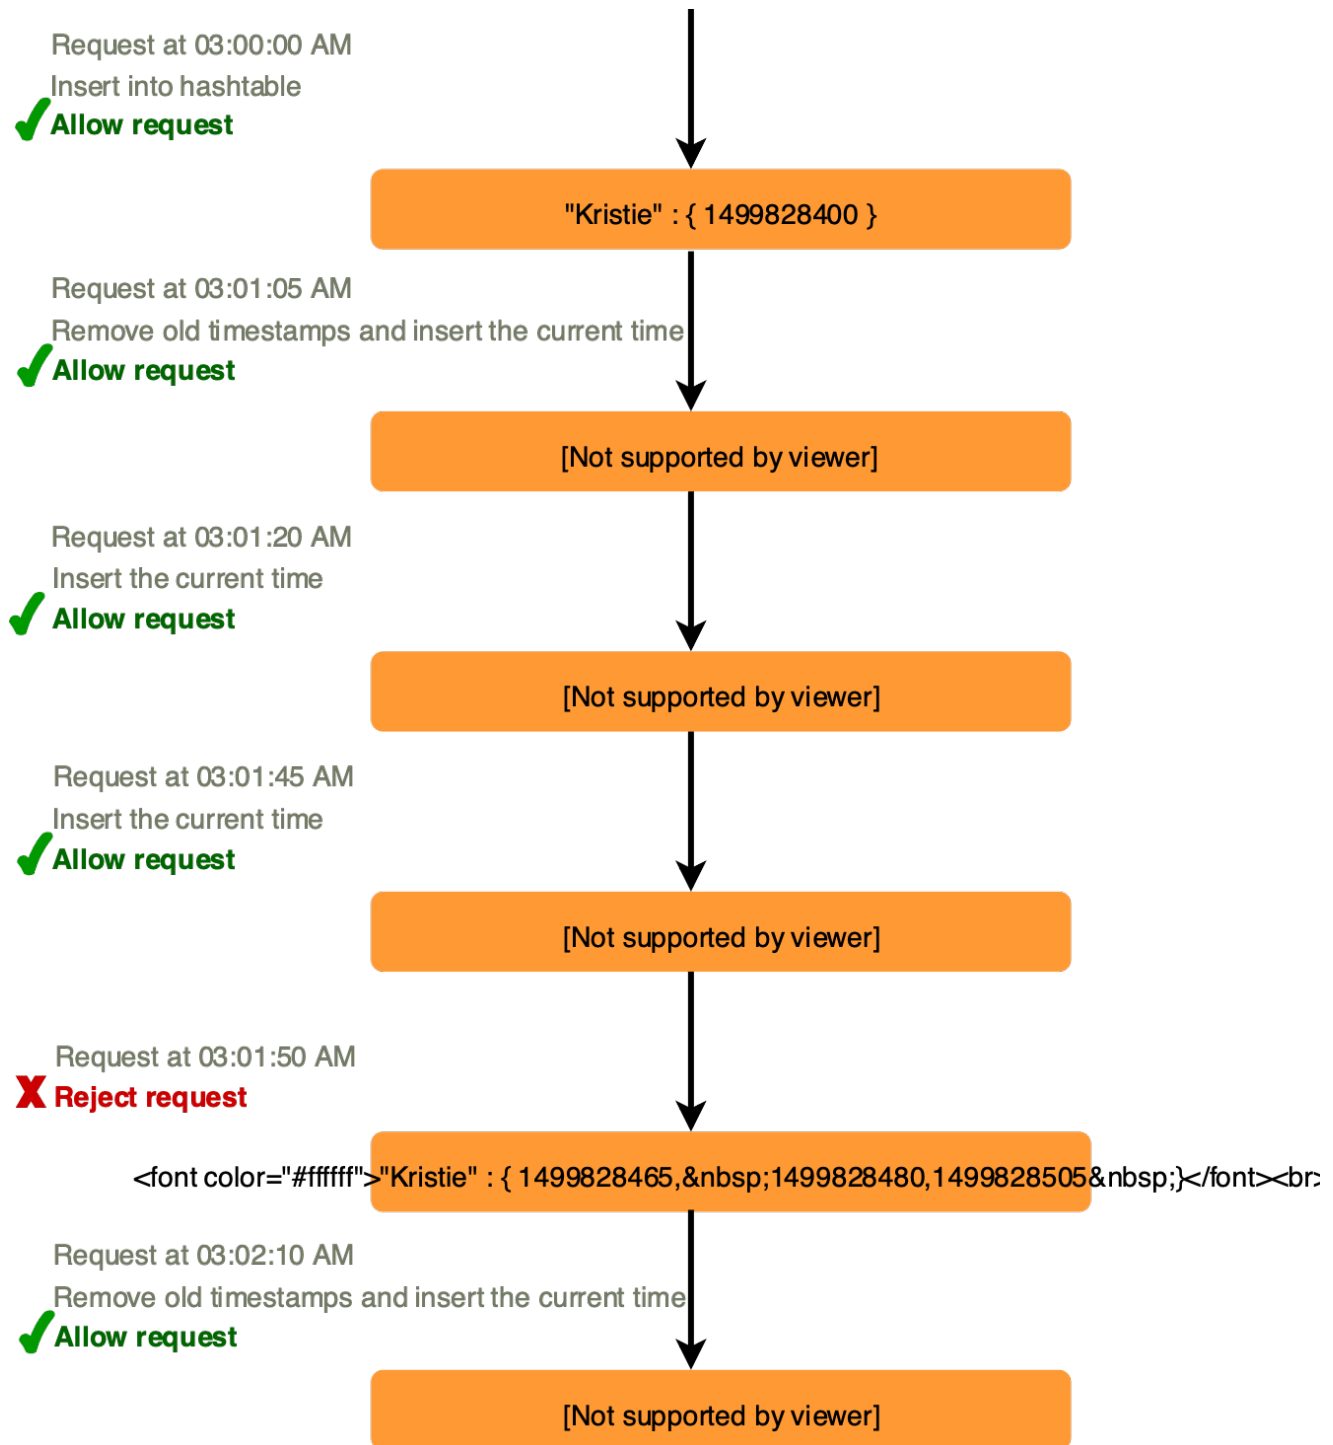 Request at 03:00:00 AM
Insert into hashtable
Allow request
"Kristie" : { 1499828400 }
Request at 03:01:05 AM
Remove old timestamps and insert the current time
Allow request
[Not supported by viewer]
Request at 03:01:20 AM
Insert the current time
Allow request
[Not supported by viewer]
Request at 03:01:45 AM
Insert the current time
Allow request
[Not supported by viewer]
Request at 03:01:50 AM
X Reject request
<font color="#ffffff">"Kristie" : { 1499828465,&nbsp;1499828480,1499828505&nbsp;}</font><br>
Request at 03:02:10 AM
Remove old timestamps and insert the current time
Allow request
[Not supported by viewer]